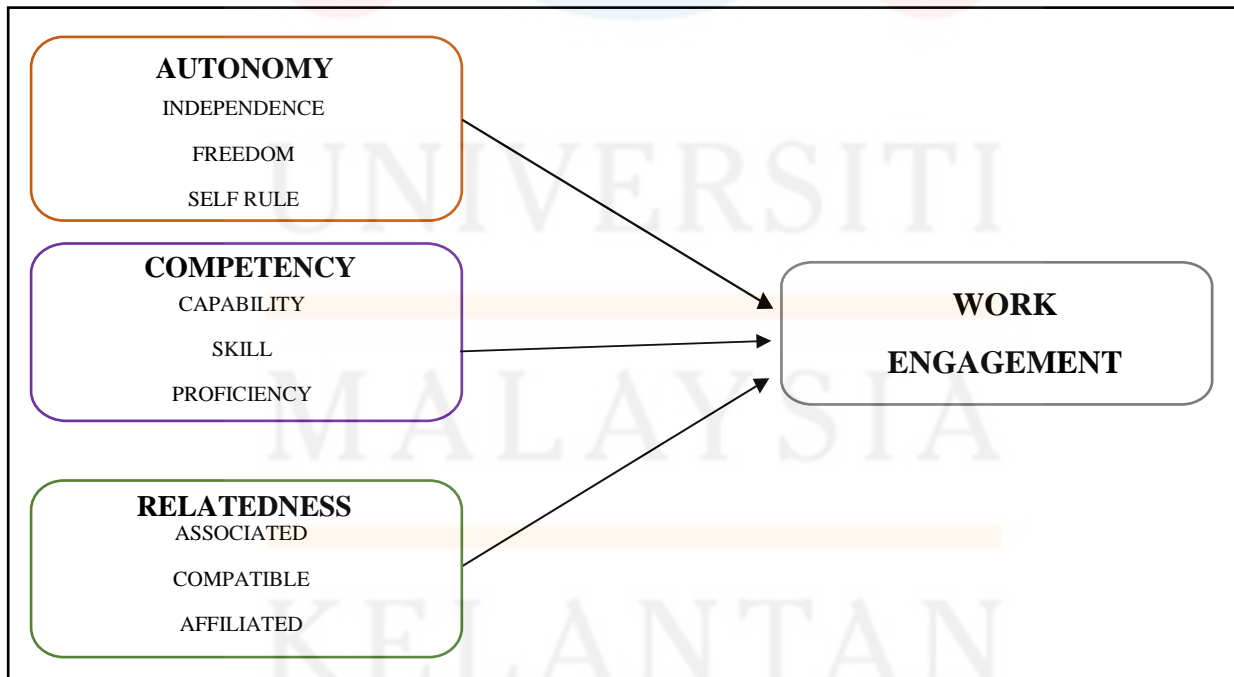 AUTONOMY
INDEPENDENCE
FREEDOM
SELF RULE
COMPETENCY
CAPABILITY
SKILL
PROFICIENCY
RELATEDNESS
ASSOCIATED
COMPATIBLE
AFFILIATED
WORK
ENGAGEMENT
UNIVERSITI
MALAYSIA
KELANTAN